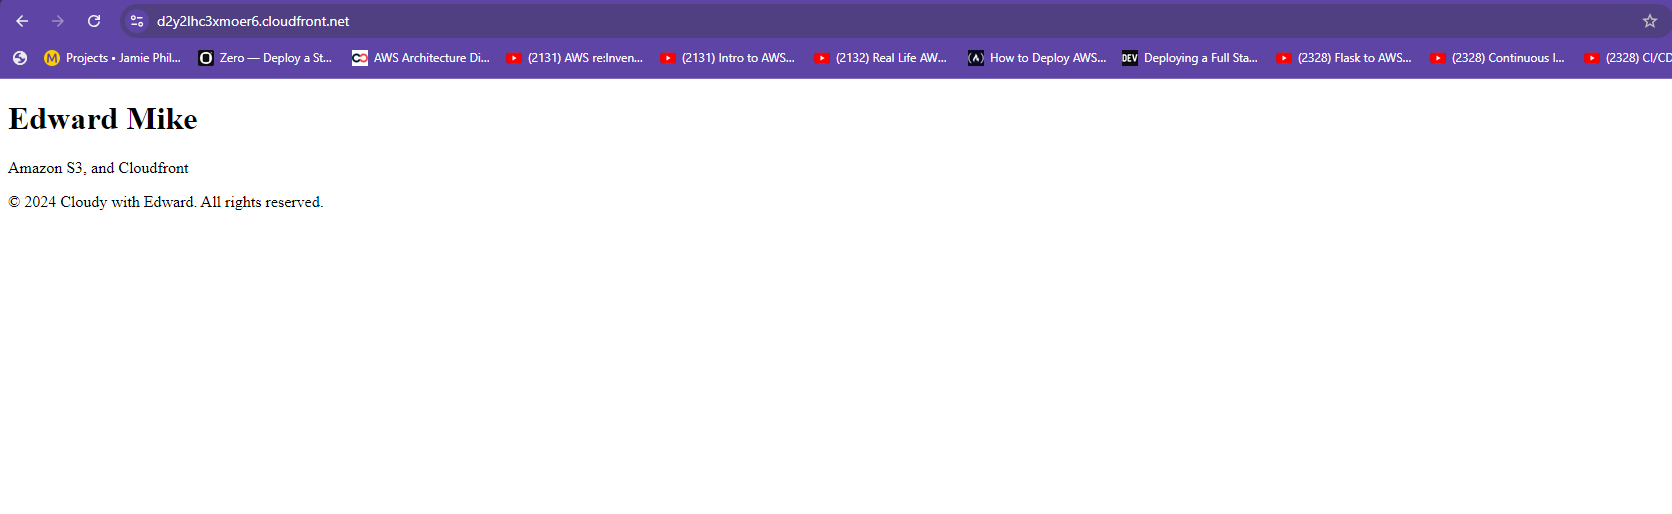 d2y2lhc3xmoer6.cloudfront.net
M Projects • Jamie Phil... Zero — Deploy a St... AWS Architecture Di... (2131) AWS re:Inven... (2131) Intro to AWS... (2132) Real Life AW... How to Deploy AWS... DEV Deploying a Full Sta... (2328) Flask to AWS... (2328) Continuous I... (2328) CI/CD
Edward Mike
Amazon S3, and Cloudfront
© 2024 Cloudy with Edward. All rights reserved.